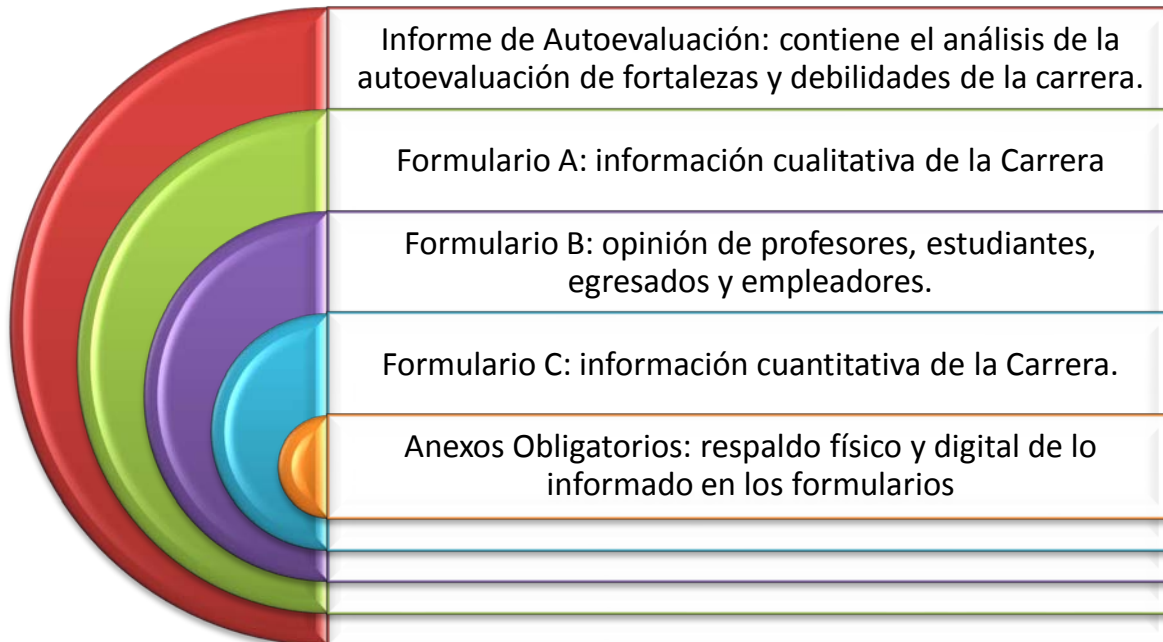 Informe de Autoevaluación: contiene el análisis de la
autoevaluación de fortalezas y debilidades de la carrera.
Formulario A: información cualitativa de la Carrera
Formulario B: opinión de profesores, estudiantes,
egresados y empleadores.
Formulario C: información cuantitativa de la Carrera.
Anexos Obligatorios: respaldo físico y digital de lo
informado en los formularios